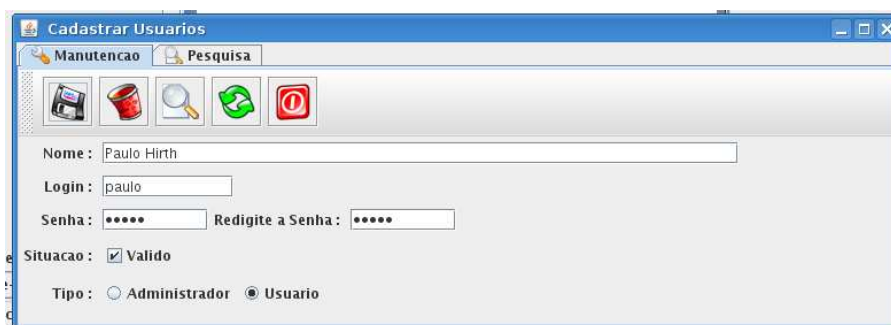 Cadastrar Usuarios
Manutencao Pesquisa
Nome : Paulo Hirth
Login : paulo
Senha : ••••• Redigite a Senha : •••••
Situacao : Valido
Tipo : Administrador Usuario